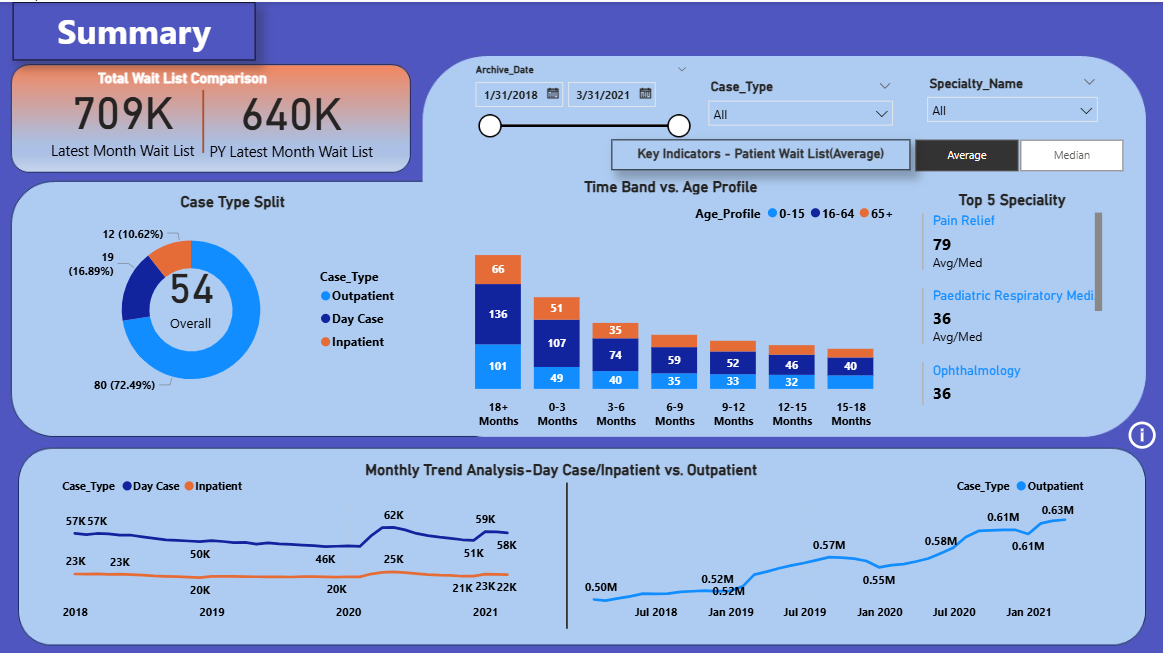 Summary
Total Wait List Comparison
709K 640K
Latest Month Wait List PY Latest Month Wait List
Archive_Date
1/31/2018 3/31/2021
Case_Type
All
Specialty_Name
All
Key Indicators - Patient Wait List(Average)
Average Median
Case Type Split
12 (10.62%)
19
(16.89%)
54
Overall
80 (72.49%)
Case_Type
Outpatient
Day Case
Inpatient
Time Band vs. Age Profile
Age_Profile 0-15 16-64 65+
66
136
101
51
107
49
35
74
40
59
35
52
33
46
32
40
18+ 0-3 3-6 6-9 9-12 12-15 15-18
Months Months Months Months Months Months Months
Top 5 Speciality
Pain Relief
79
Avg/Med
Paediatric Respiratory Medi
36
Avg/Med
Ophthalmology
36
i
Monthly Trend Analysis-Day Case/Inpatient vs. Outpatient
Case_Type Day Case Inpatient
57K 57K 50K 46K 62K 51K 59K 58K
23K 23K 20K 20K 25K 21K 23K 22K
2018 2019 2020 2021
Case_Type Outpatient
0.50M 0.52M 0.52M 0.57M 0.55M 0.58M 0.61M 0.61M 0.63M
Jul 2018 Jan 2019 Jul 2019 Jan 2020 Jul 2020 Jan 2021